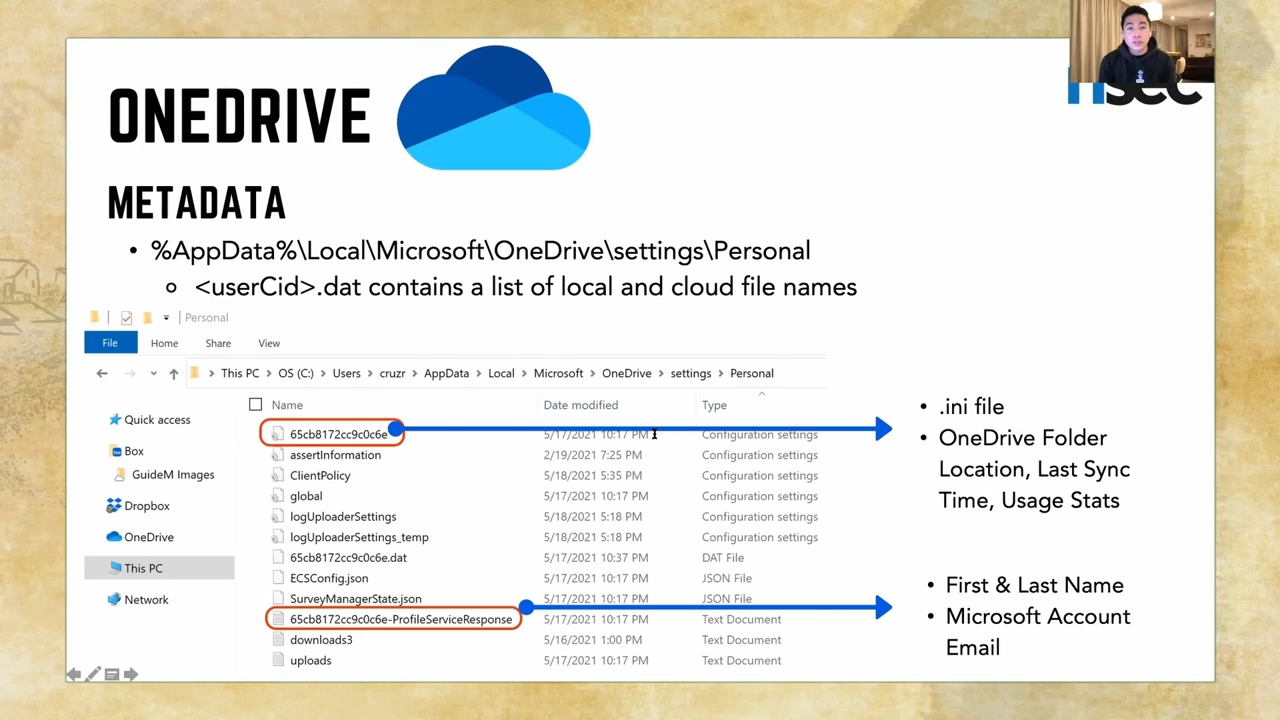 ONEDRIVE
nsec
METADATA
• %AppData%\Local\Microsoft\OneDrive\settings\Personal
<userCid>.dat contains a list of local and cloud file names
Personal
File Home Share View
This PC > OS (C:) > Users > cruzr > AppData > Local > Microsoft > OneDrive > settings > Personal
Name Date modified Type
Quick access
Box
GuideM Images
Dropbox
OneDrive
This PC
Network
65cb8172cc9c0c6e 5/17/2021 10:17 PM Configuration settings
assertInformation 2/19/2021 7:25 PM Configuration settings
ClientPolicy 5/18/2021 5:35 PM Configuration settings
global 5/17/2021 10:17 PM Configuration settings
logUploaderSettings 5/18/2021 5:18 PM Configuration settings
logUploaderSettings_temp 5/18/2021 5:18 PM Configuration settings
65cb8172cc9c0c6e.dat 5/17/2021 10:37 PM DAT File
ECSConfig.json 5/17/2021 10:17 PM JSON File
SurveyManagerState.json 5/17/2021 10:17 PM JSON File
65cb8172cc9c0c6e-ProfileServiceResponse 5/17/2021 10:17 PM Text Document
downloads3 5/16/2021 1:00 PM Text Document
uploads 5/17/2021 10:17 PM Text Document
• .ini file
• OneDrive Folder
Location, Last Sync
Time, Usage Stats
• First & Last Name
• Microsoft Account
Email